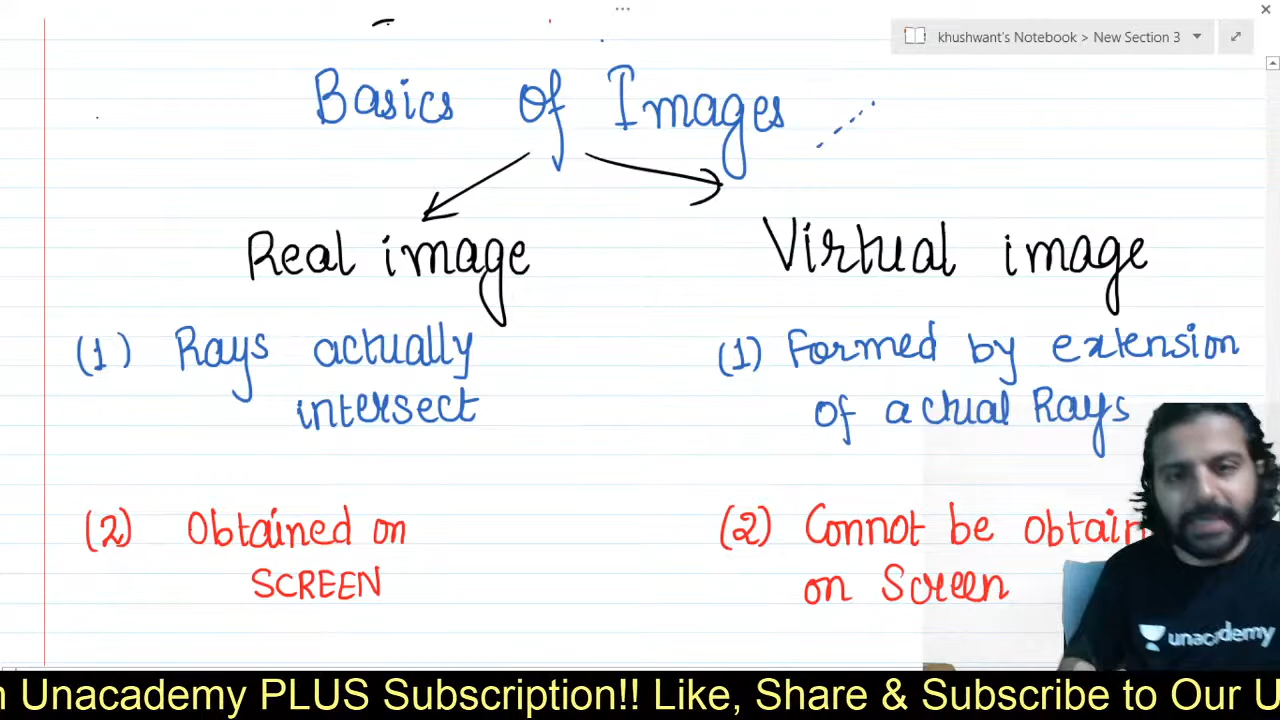 khushwant's Notebook > New Section 3
Basics of Images
Real image
Virtual image
(1) Rays actually
intersect
(1) Formed by extension
of actual Rays
(2) Obtained on
SCREEN
(2) Connot be obtain
on Screen
unacademy
n Unacademy PLUS Subscription!! Like, Share & Subscribe to Our U